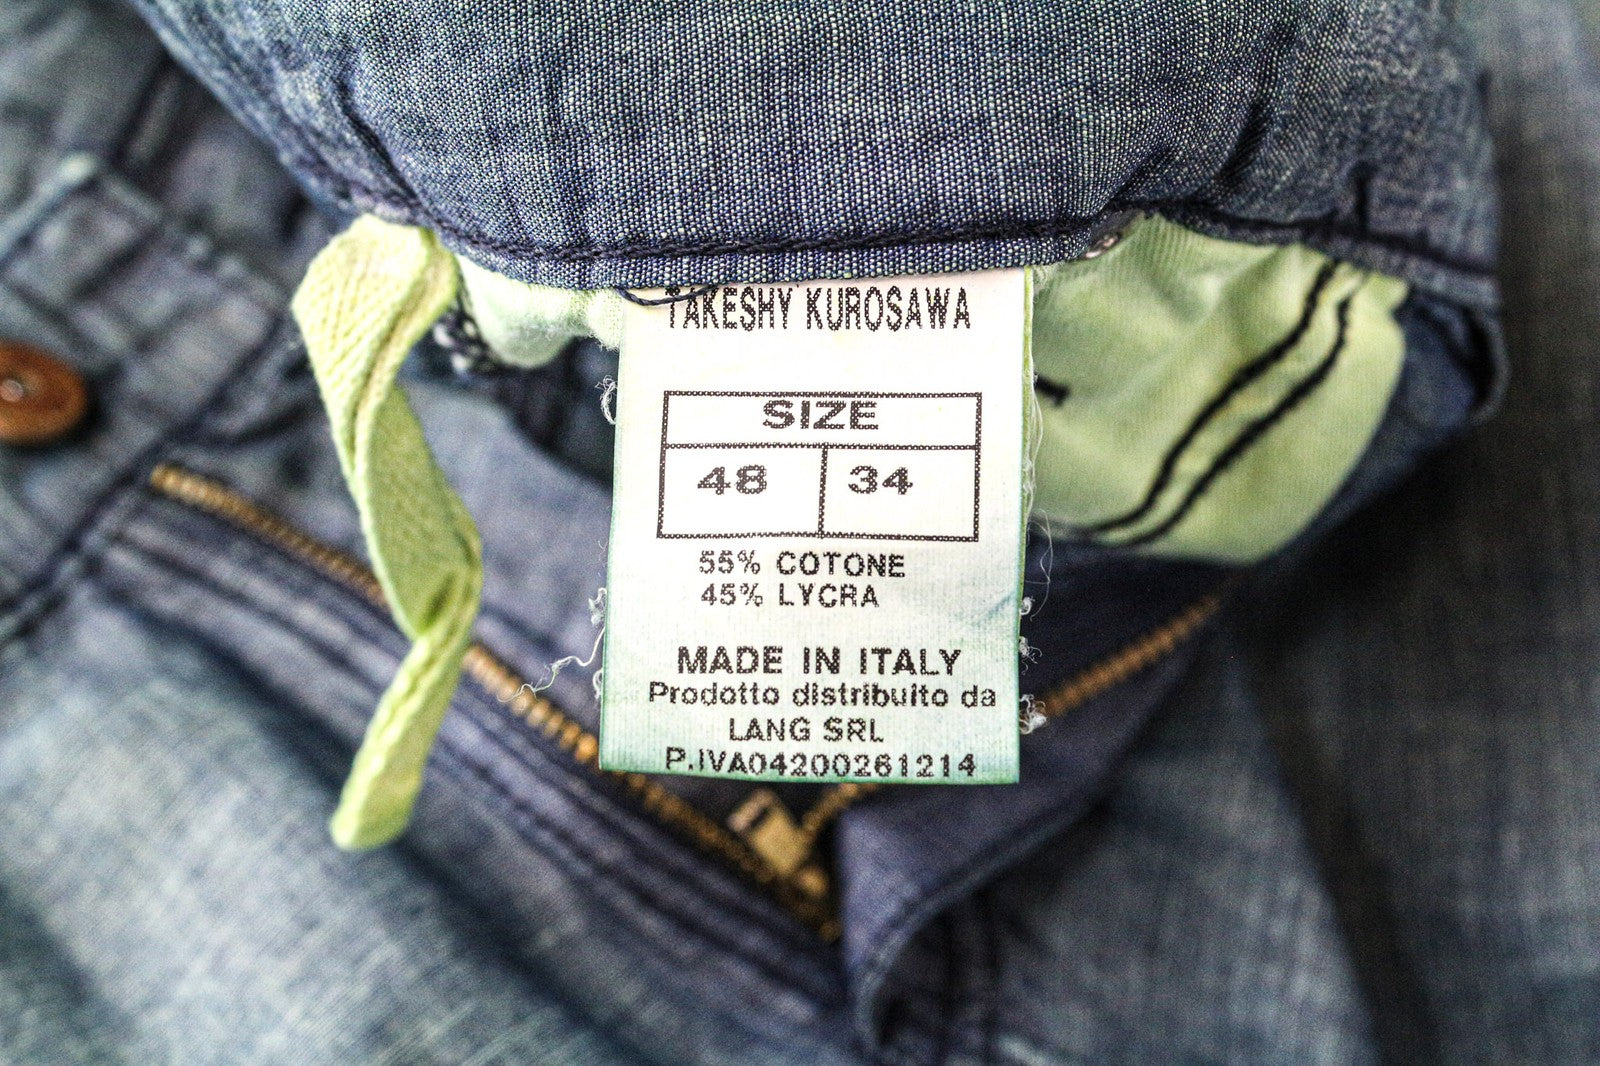 TAKESHY KUROSAWA
SIZE
48 34
55% COTONE
45% LYCRA
MADE IN ITALY
Prodotto distribuito da
LANG SRL
P.IVA04200261214